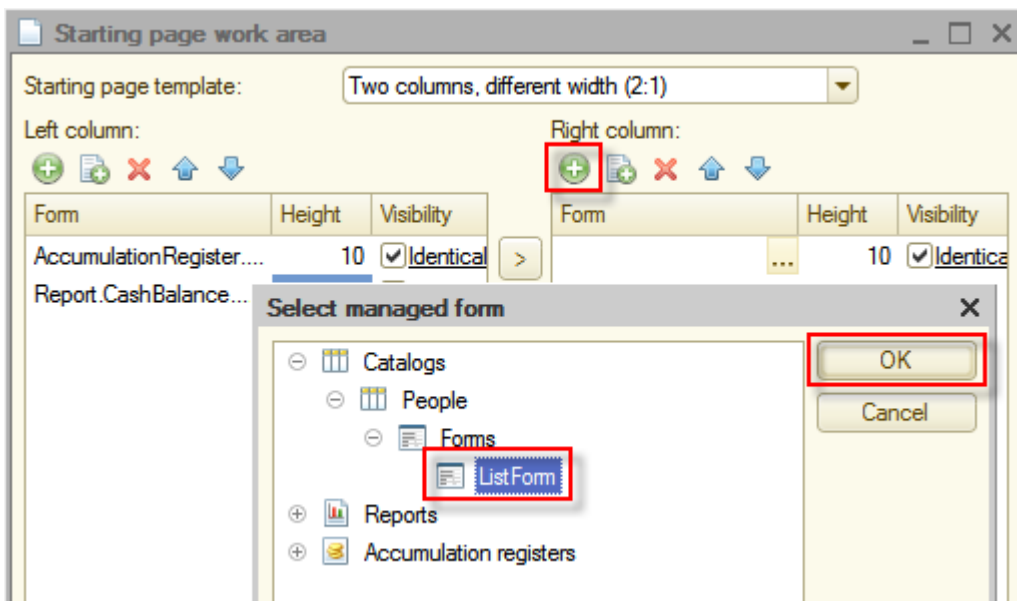 Starting page work area
Starting page template: Two columns, different width (2:1)
Left column: Right column:
Form Height Visibility Form Height Visibility
AccumulationRegister.... 10 Identical > ... 10 Identica
Report.CashBalance...
Select managed form
Catalogs OK
People Cancel
Forms
ListForm
Reports
Accumulation registers